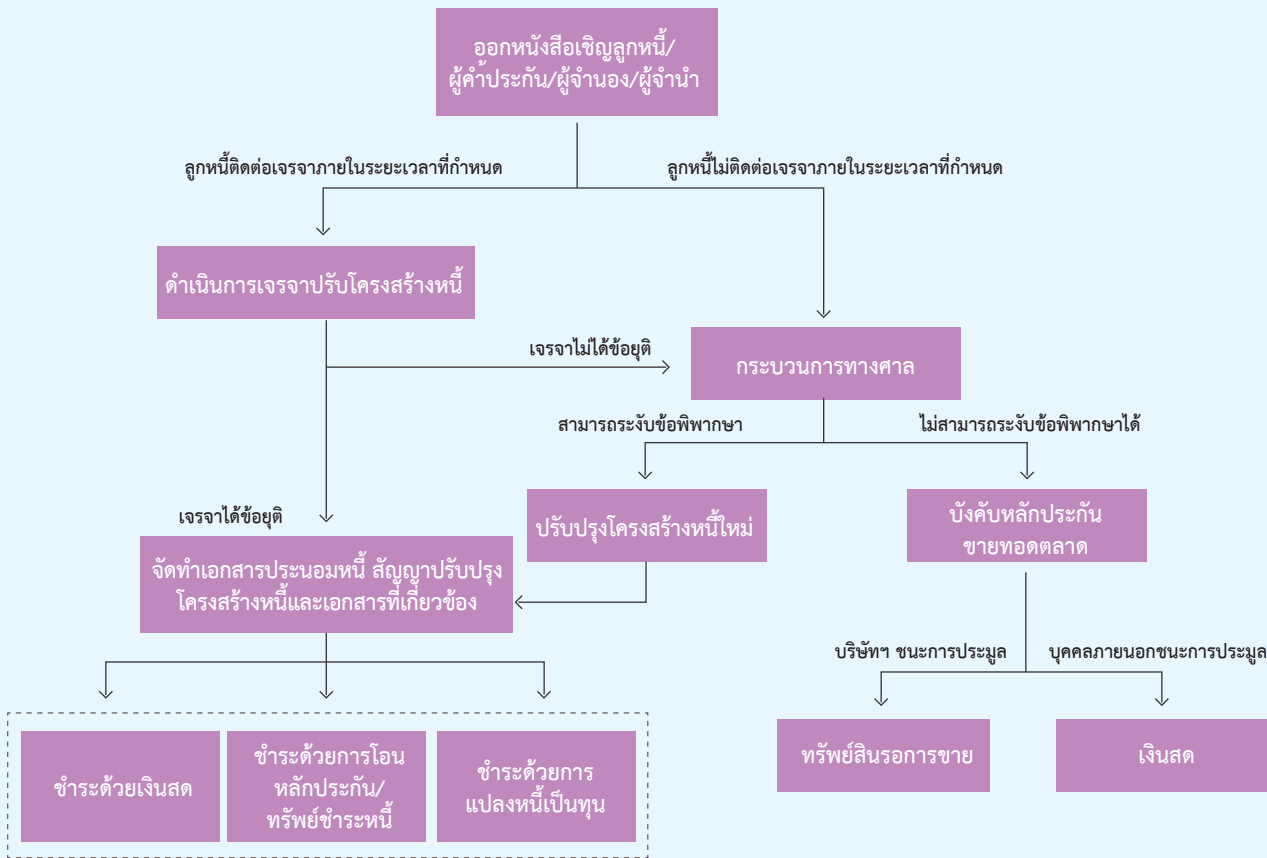 ออกหนังสือเชิญลูกหนี้/
ผู้ค้ำประกัน/ผู้จำนอง/ผู้จำนำ
ลูกหนี้ติดต่อเจรจาภายในระยะเวลาที่กำหนด
ลูกหนี้ไม่ติดต่อเจรจาภายในระยะเวลาที่กำหนด
ดำเนินการเจรจาปรับโครงสร้างหนี้
เจรจาไม่ได้ข้อยุติ
กระบวนการทางศาล
สามารถระงับข้อพิพากษา
ไม่สามารถระงับข้อพิพากษาได้
เจรจาได้ข้อยุติ
ปรับปรุงโครงสร้างหนี้ใหม่
บังคับหลักประกัน
ขายทอดตลาด
จัดทำเอกสารประนอมหนี้ สัญญาปรับปรุง
โครงสร้างหนี้และเอกสารที่เกี่ยวข้อง
บริษัทฯ ชนะการประมูล
บุคคลภายนอกชนะการประมูล
ชำระด้วยเงินสด
ชำระด้วยการโอน
หลักประกัน/
ทรัพย์ชำระหนี้
ชำระด้วยการ
แปลงหนี้เป็นทุน
ทรัพย์สินรอการขาย
เงินสด